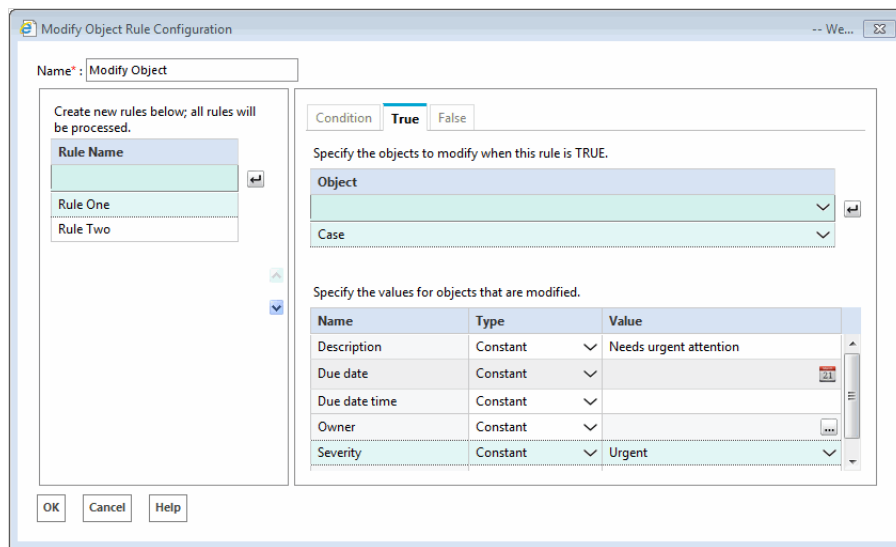 Modify Object Rule Configuration
-- We...
Name* : Modify Object
Create new rules below; all rules will
be processed.
Rule Name
Rule One
Rule Two
Condition True False
Specify the objects to modify when this rule is TRUE.
Object
Case
Specify the values for objects that are modified.
Name Type Value
Description Constant Needs urgent attention
Due date Constant 21
Due date time Constant
Owner Constant ...
Severity Constant Urgent
OK Cancel Help